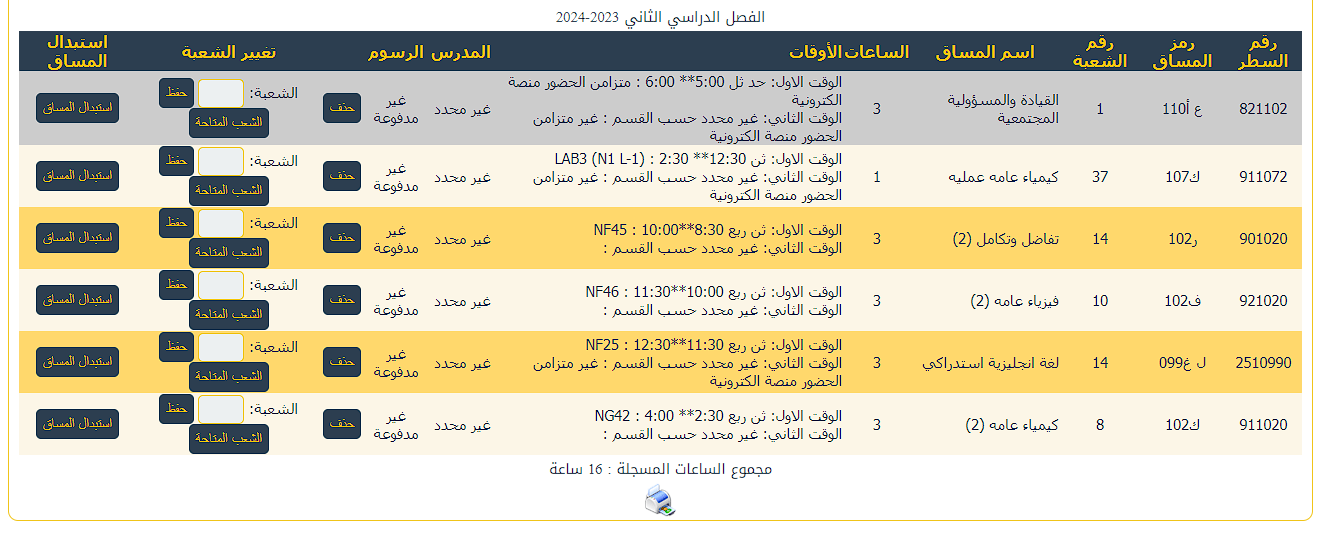 الفصل الدراسي الثاني 2023-2024
رقم السطر رمز المساق رقم الشعبة اسم المساق الساعات الأوقات المدرس الرسوم تغيير الشعبة استبدال المساق
821102 ع أ110 1 القيادة والمسؤولية المجتمعية 3 الوقت الاول: حد ثل 5:00** 6:00 : متزامن الحضور منصة الكترونية
الوقت الثاني: غير محدد حسب القسم : غير متزامن الحضور منصة الكترونية
غير محدد غير مدفوعة حذف الشعبة: حفظ الشعب المتاحة استبدال المساق
911072 ك107 37 كيمياء عامه عمليه 1 الوقت الاول: ثن 12:30** 2:30 : LAB3 (N1 L-1)
الوقت الثاني: غير محدد حسب القسم : غير متزامن الحضور منصة الكترونية
غير محدد غير مدفوعة حذف الشعبة: حفظ الشعب المتاحة استبدال المساق
901020 ر102 14 تفاضل وتكامل (2) 3 الوقت الاول: ثن ربع 8:30**10:00 : NF45
الوقت الثاني: غير محدد حسب القسم :
غير محدد غير مدفوعة حذف الشعبة: حفظ الشعب المتاحة استبدال المساق
921020 ف102 10 فيزياء عامه (2) 3 الوقت الاول: ثن ربع 10:00**11:30 : NF46
الوقت الثاني: غير محدد حسب القسم :
غير محدد غير مدفوعة حذف الشعبة: حفظ الشعب المتاحة استبدال المساق
2510990 ل غ099 14 لغة انجليزية استدراكي 3 الوقت الاول: ثن ربع 11:30**12:30 : NF25
الوقت الثاني: غير محدد حسب القسم : غير متزامن الحضور منصة الكترونية
غير محدد غير مدفوعة حذف الشعبة: حفظ الشعب المتاحة استبدال المساق
911020 ك102 8 كيمياء عامه (2) 3 الوقت الاول: ثن ربع 2:30** 4:00 : NG42
الوقت الثاني: غير محدد حسب القسم :
غير محدد غير مدفوعة حذف الشعبة: حفظ الشعب المتاحة استبدال المساق
مجموع الساعات المسجلة : 16 ساعة